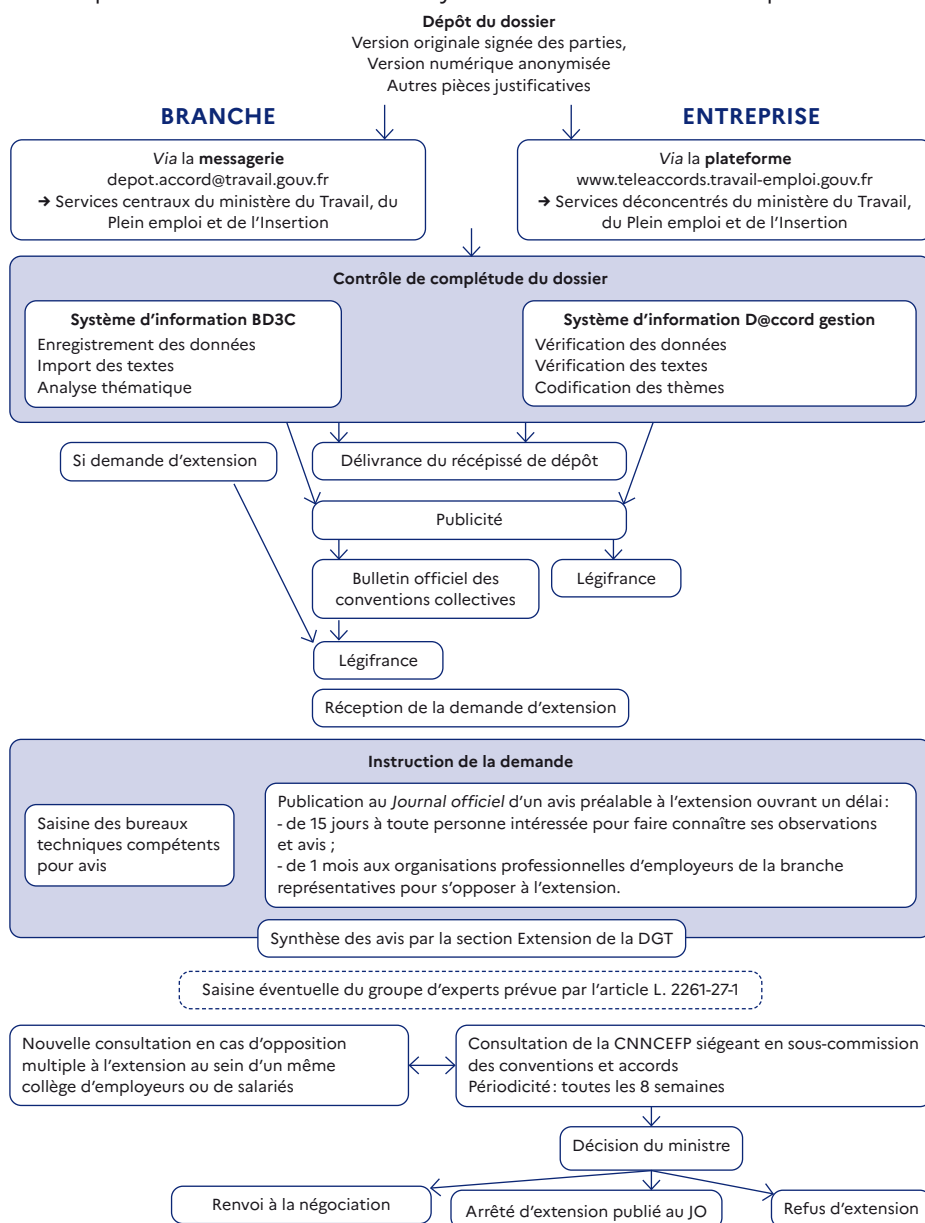 Dépôt du dossier
Version originale signée des parties,
Version numérique anonymisée
Autres pièces justificatives
BRANCHE
ENTREPRISE
Via la messagerie
depot.accord@travail.gouv.fr
→ Services centraux du ministère du Travail, du
Plein emploi et de l'Insertion
Via la plateforme
www.teleaccords.travail-emploi.gouv.fr
→ Services déconcentrés du ministère du Travail,
du Plein emploi et de l'Insertion
Contrôle de complétude du dossier
Système d'information BD3C
Enregistrement des données
Import des textes
Analyse thématique
Système d'information D@ccord gestion
Vérification des données
Vérification des textes
Codification des thèmes
Si demande d'extension
Délivrance du récépissé de dépôt
Publicité
Bulletin officiel des
conventions collectives
Légifrance
Légifrance
Réception de la demande d'extension
Instruction de la demande
Saisine des bureaux
techniques compétents
pour avis
Publication au Journal officiel d'un avis préalable à l'extension ouvrant un délai :
- de 15 jours à toute personne intéressée pour faire connaître ses observations
et avis ;
- de 1 mois aux organisations professionnelles d'employeurs de la branche
représentatives pour s'opposer à l'extension.
Synthèse des avis par la section Extension de la DGT
Saisine éventuelle du groupe d'experts prévue par l'article L. 2261-27-1
Nouvelle consultation en cas d'opposition
multiple à l'extension au sein d'un même
collège d'employeurs ou de salariés
Consultation de la CNNCEFP siégeant en sous-commission
des conventions et accords
Périodicité : toutes les 8 semaines
Décision du ministre
Renvoi à la négociation
Arrêté d'extension publié au JO
Refus d'extension